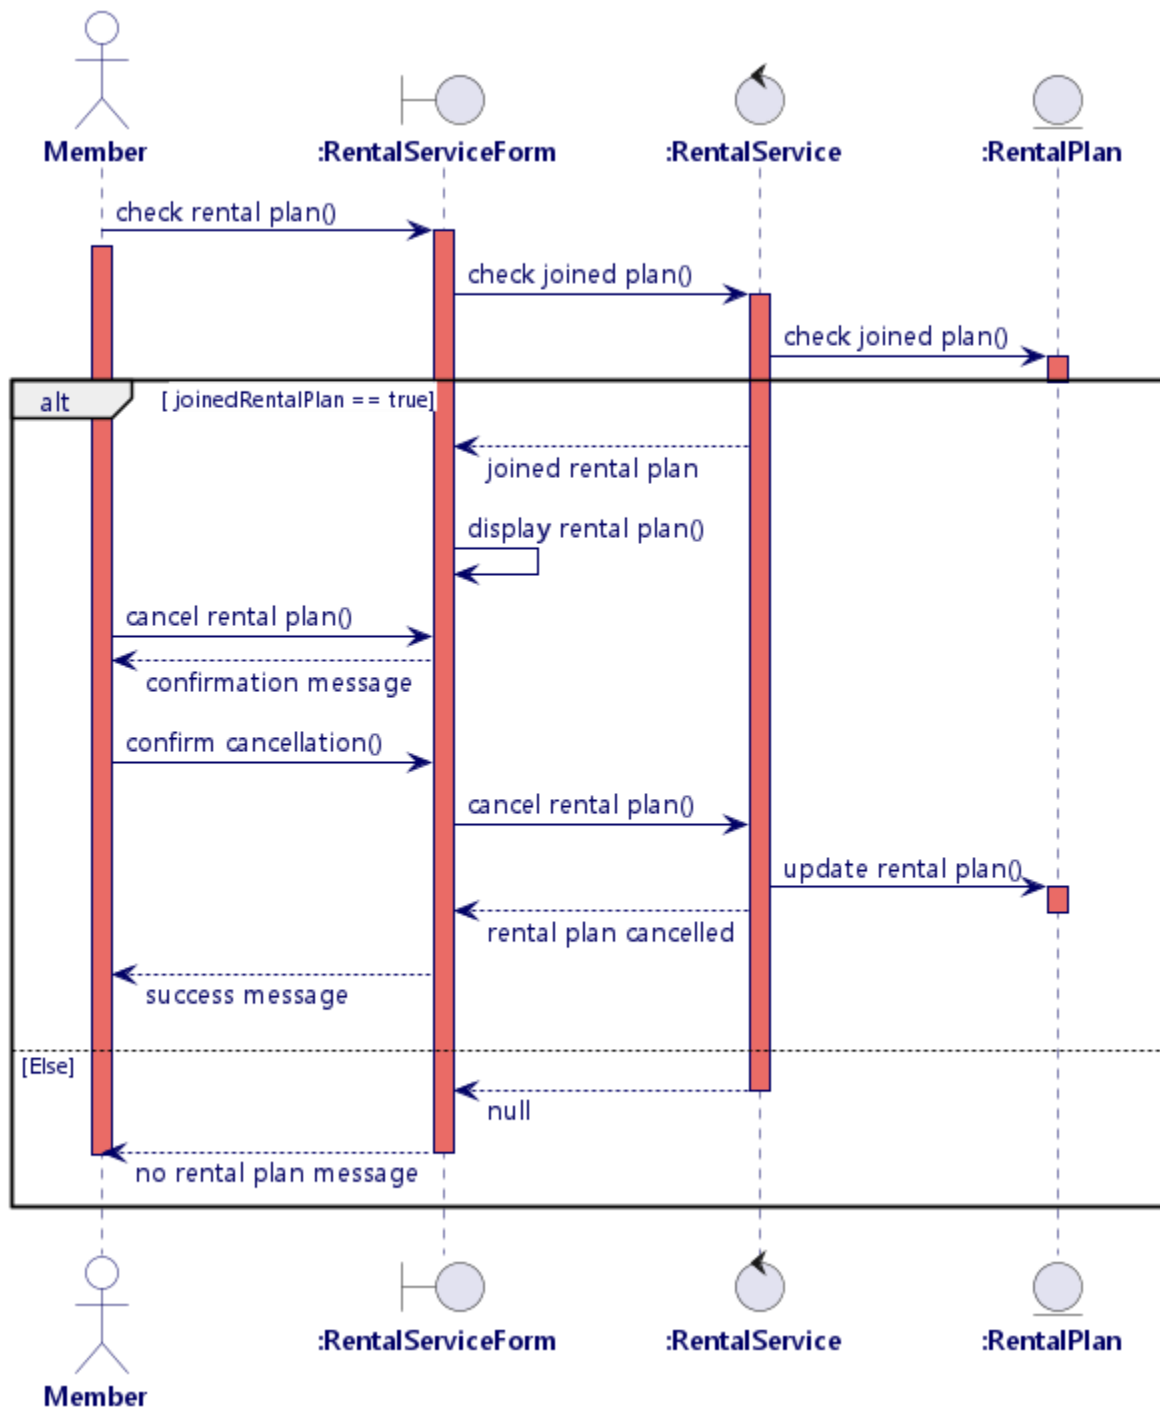 Member
:RentalServiceForm
:RentalService
:RentalPlan
check rental plan()
check joined plan()
check joined plan()
alt
[ joinedRentalPlan == true]
joined rental plan
display rental plan()
cancel rental plan()
confirmation message
confirm cancellation()
cancel rental plan()
update rental plan()
rental plan cancelled
success message
[Else]
null
no rental plan message
:RentalServiceForm
:RentalService
:RentalPlan
Member